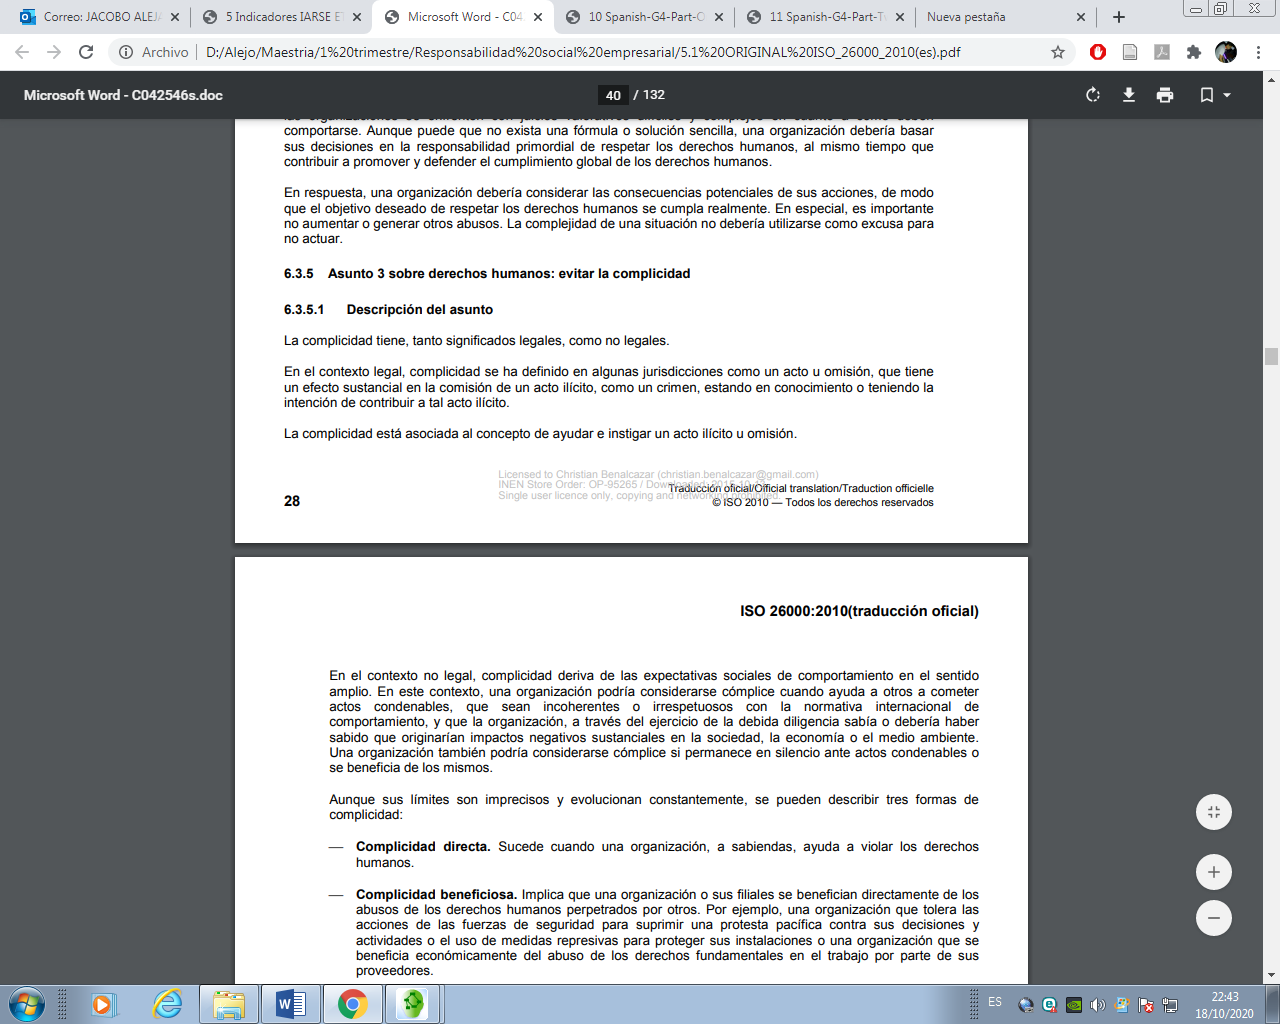 Correo: JACOBO ALEJ
5 Indicadores IARSE ET
Microsoft Word - C04
10 Spanish-G4-Part-O
11 Spanish-G4-Part-Tw
Nueva pestaña
Archivo | D:/Alejo/Maestria/1%20trimestre/Responsabilidad%20social%20empresarial/5.1%20ORIGINAL%20ISO_26000_2010(es).pdf
Microsoft Word - C042546s.doc
40 / 132
comportarse. Aunque puede que no exista una fórmula o solución sencilla, una organización debería basar
sus decisiones en la responsabilidad primordial de respetar los derechos humanos, al mismo tiempo que
contribuir a promover y defender el cumplimiento global de los derechos humanos.
En respuesta, una organización debería considerar las consecuencias potenciales de sus acciones, de modo
que el objetivo deseado de respetar los derechos humanos se cumpla realmente. En especial, es importante
no aumentar o generar otros abusos. La complejidad de una situación no debería utilizarse como excusa para
no actuar.
6.3.5 Asunto 3 sobre derechos humanos: evitar la complicidad
6.3.5.1 Descripción del asunto
La complicidad tiene, tanto significados legales, como no legales.
En el contexto legal, complicidad se ha definido en algunas jurisdicciones como un acto u omisión, que tiene
un efecto sustancial en la comisión de un acto ilícito, como un crimen, estando en conocimiento o teniendo la
intención de contribuir a tal acto ilícito.
La complicidad está asociada al concepto de ayudar e instigar un acto ilícito u omisión.
Licensed to Christian Benalcazar (christian.benalcazar@gmail.com)
INEN Store Order: OP-95265 / Downloaded:
Single user licence only, copying and networking prohibited.
Traducción oficial/Official translation/Traduction officielle
28
© ISO 2010 — Todos los derechos reservados
ISO 26000:2010(traducción oficial)
En el contexto no legal, complicidad deriva de las expectativas sociales de comportamiento en el sentido
amplio. En este contexto, una organización podría considerarse cómplice cuando ayuda a otros a cometer
actos condenables, que sean incoherentes o irrespetuosos con la normativa internacional de
comportamiento, y que la organización, a través del ejercicio de la debida diligencia sabía o debería haber
sabido que originarían impactos negativos sustanciales en la sociedad, la economía o el medio ambiente.
Una organización también podría considerarse cómplice si permanece en silencio ante actos condenables o
se beneficia de los mismos.
Aunque sus límites son imprecisos y evolucionan constantemente, se pueden describir tres formas de
complicidad:
— Complicidad directa. Sucede cuando una organización, a sabiendas, ayuda a violar los derechos
humanos.
— Complicidad beneficiosa. Implica que una organización o sus filiales se benefician directamente de los
abusos de los derechos humanos perpetrados por otros. Por ejemplo, una organización que tolera las
acciones de las fuerzas de seguridad para suprimir una protesta pacífica contra sus decisiones y
actividades o el uso de medidas represivas para proteger sus instalaciones o una organización que se
beneficia económicamente del abuso de los derechos fundamentales en el trabajo por parte de sus
proveedores.
ES
22:43
18/10/2020